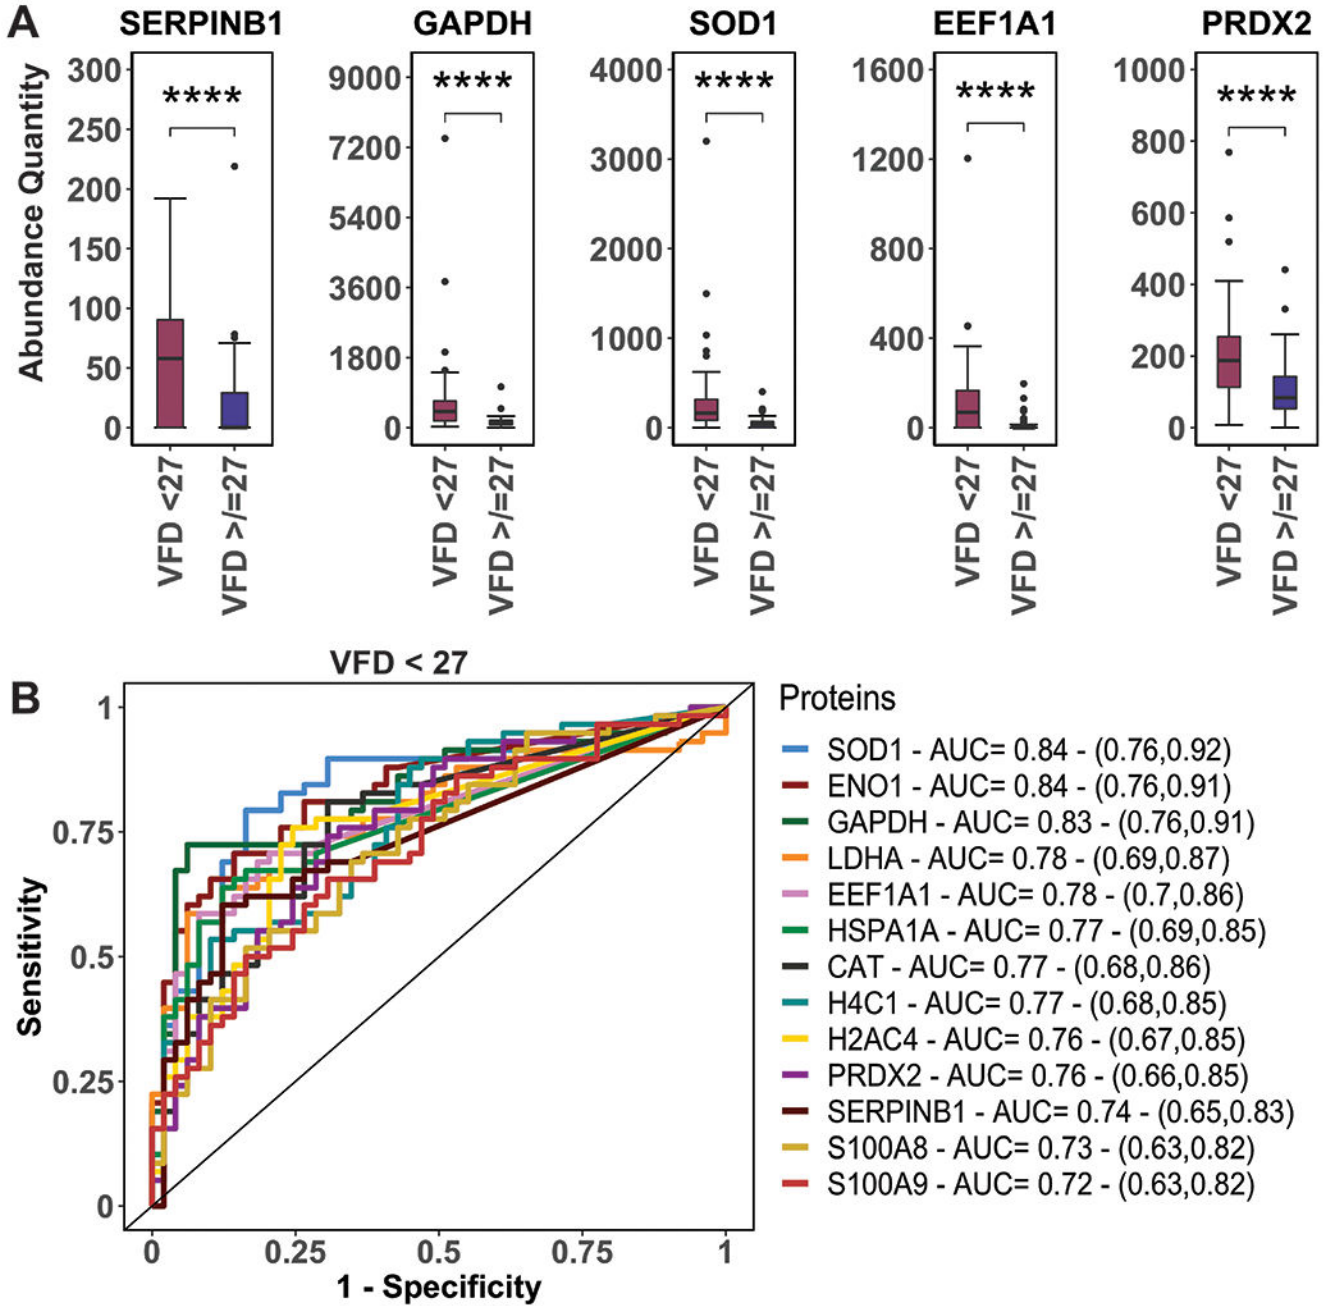 A
SERPINB1
GAPDH
SOD1
EEF1A1
PRDX2
Abundance Quantity
300
250
200
150
100
50
0
****
VFD <27
VFD >/=27
9000
7200
5400
3600
1800
0
****
VFD <27
VFD >/=27
4000
3000
2000
1000
0
****
VFD <27
VFD >/=27
1600
1200
800
400
0
****
VFD <27
VFD >/=27
1000
800
600
400
200
0
****
VFD <27
VFD >/=27
B
VFD < 27
Sensitivity
1
0.75
0.5
0.25
0
0
0.25
0.5
0.75
1
1 - Specificity
Proteins
SOD1 - AUC= 0.84 - (0.76,0.92)
ENO1 - AUC= 0.84 - (0.76,0.91)
GAPDH - AUC= 0.83 - (0.76,0.91)
LDHA - AUC= 0.78 - (0.69,0.87)
EEF1A1 - AUC= 0.78 - (0.7,0.86)
HSPA1A - AUC= 0.77 - (0.69,0.85)
CAT - AUC= 0.77 - (0.68,0.86)
H4C1 - AUC= 0.77 - (0.68,0.85)
H2AC4 - AUC= 0.76 - (0.67,0.85)
PRDX2 - AUC= 0.76 - (0.66,0.85)
SERPINB1 - AUC= 0.74 - (0.65,0.83)
S100A8 - AUC= 0.73 - (0.63,0.82)
S100A9 - AUC= 0.72 - (0.63,0.82)